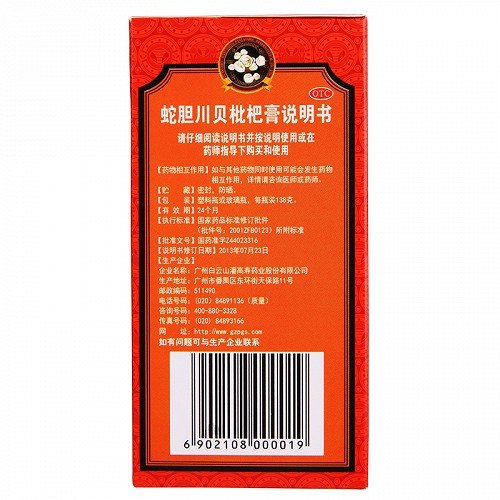 OTC
蛇胆川贝枇杷膏说明书
请仔细阅读说明书并按说明使用或在
药师指导下购买和使用
【药物相互作用】如与其他药物同时使用可能会发生药物
相互作用，详情请咨询医师或药师。
【贮　　藏】密封，防晒。
【包　　装】塑料瓶或玻璃瓶，每瓶装138克。
【有 效 期】24个月
【执行标准】国家药品标准修订批件
（批件号：2001ZFB0123）所附标准
【批准文号】国药准字Z44023316
【说明书修订日期】2013年07月23日
【生产企业】
企业名称：广州白云山潘高寿药业股份有限公司
生产地址：广州市番禺区东环街天保路11号
邮政编码：511490
电话号码：(020) 84891136（质量）
咨询号码：400-880-3328
传真号码：(020) 84893166
网　　址：http://www.gzpgs.com
如有问题可与生产企业联系
6 902108 000019